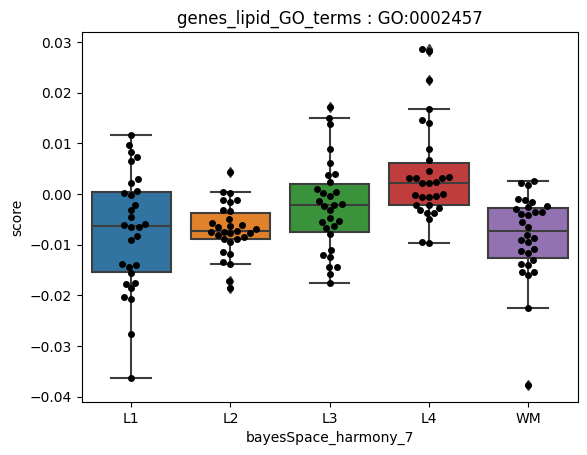 genes_lipid_GO_terms : GO:0002457
0.03
0.02
0.01
0.00
−0.01
−0.02
−0.03
−0.04
score
L1 L2 L3 L4 WM
bayesSpace_harmony_7